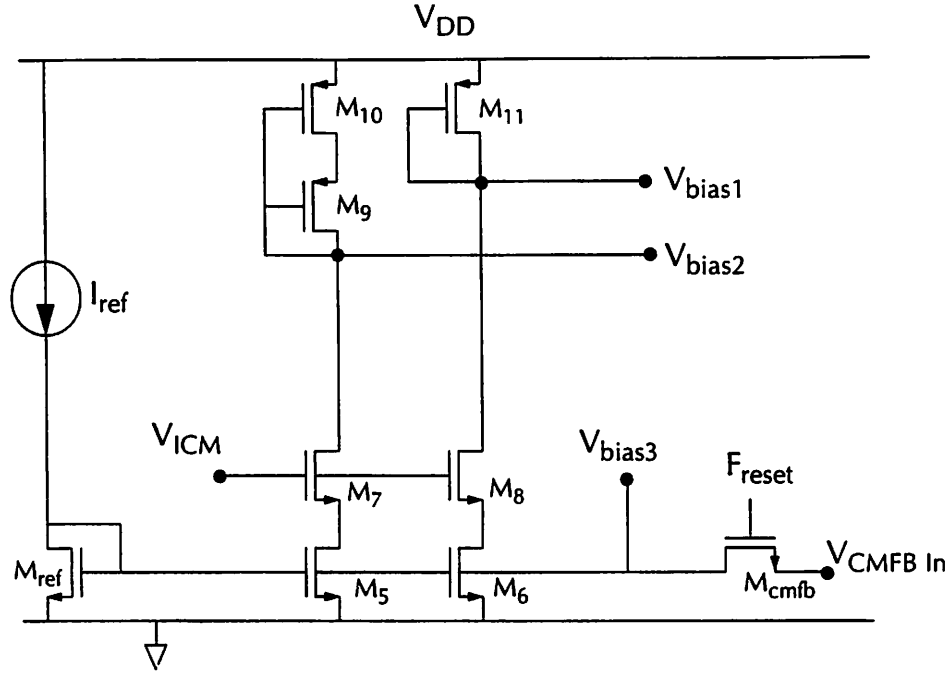 VDD
M10
M11
M9
Vbias1
Vbias2
Iref
VICM
Vbias3
Freset
M7
M8
Mref
M5
M6
Mcmfb
VCMFB In